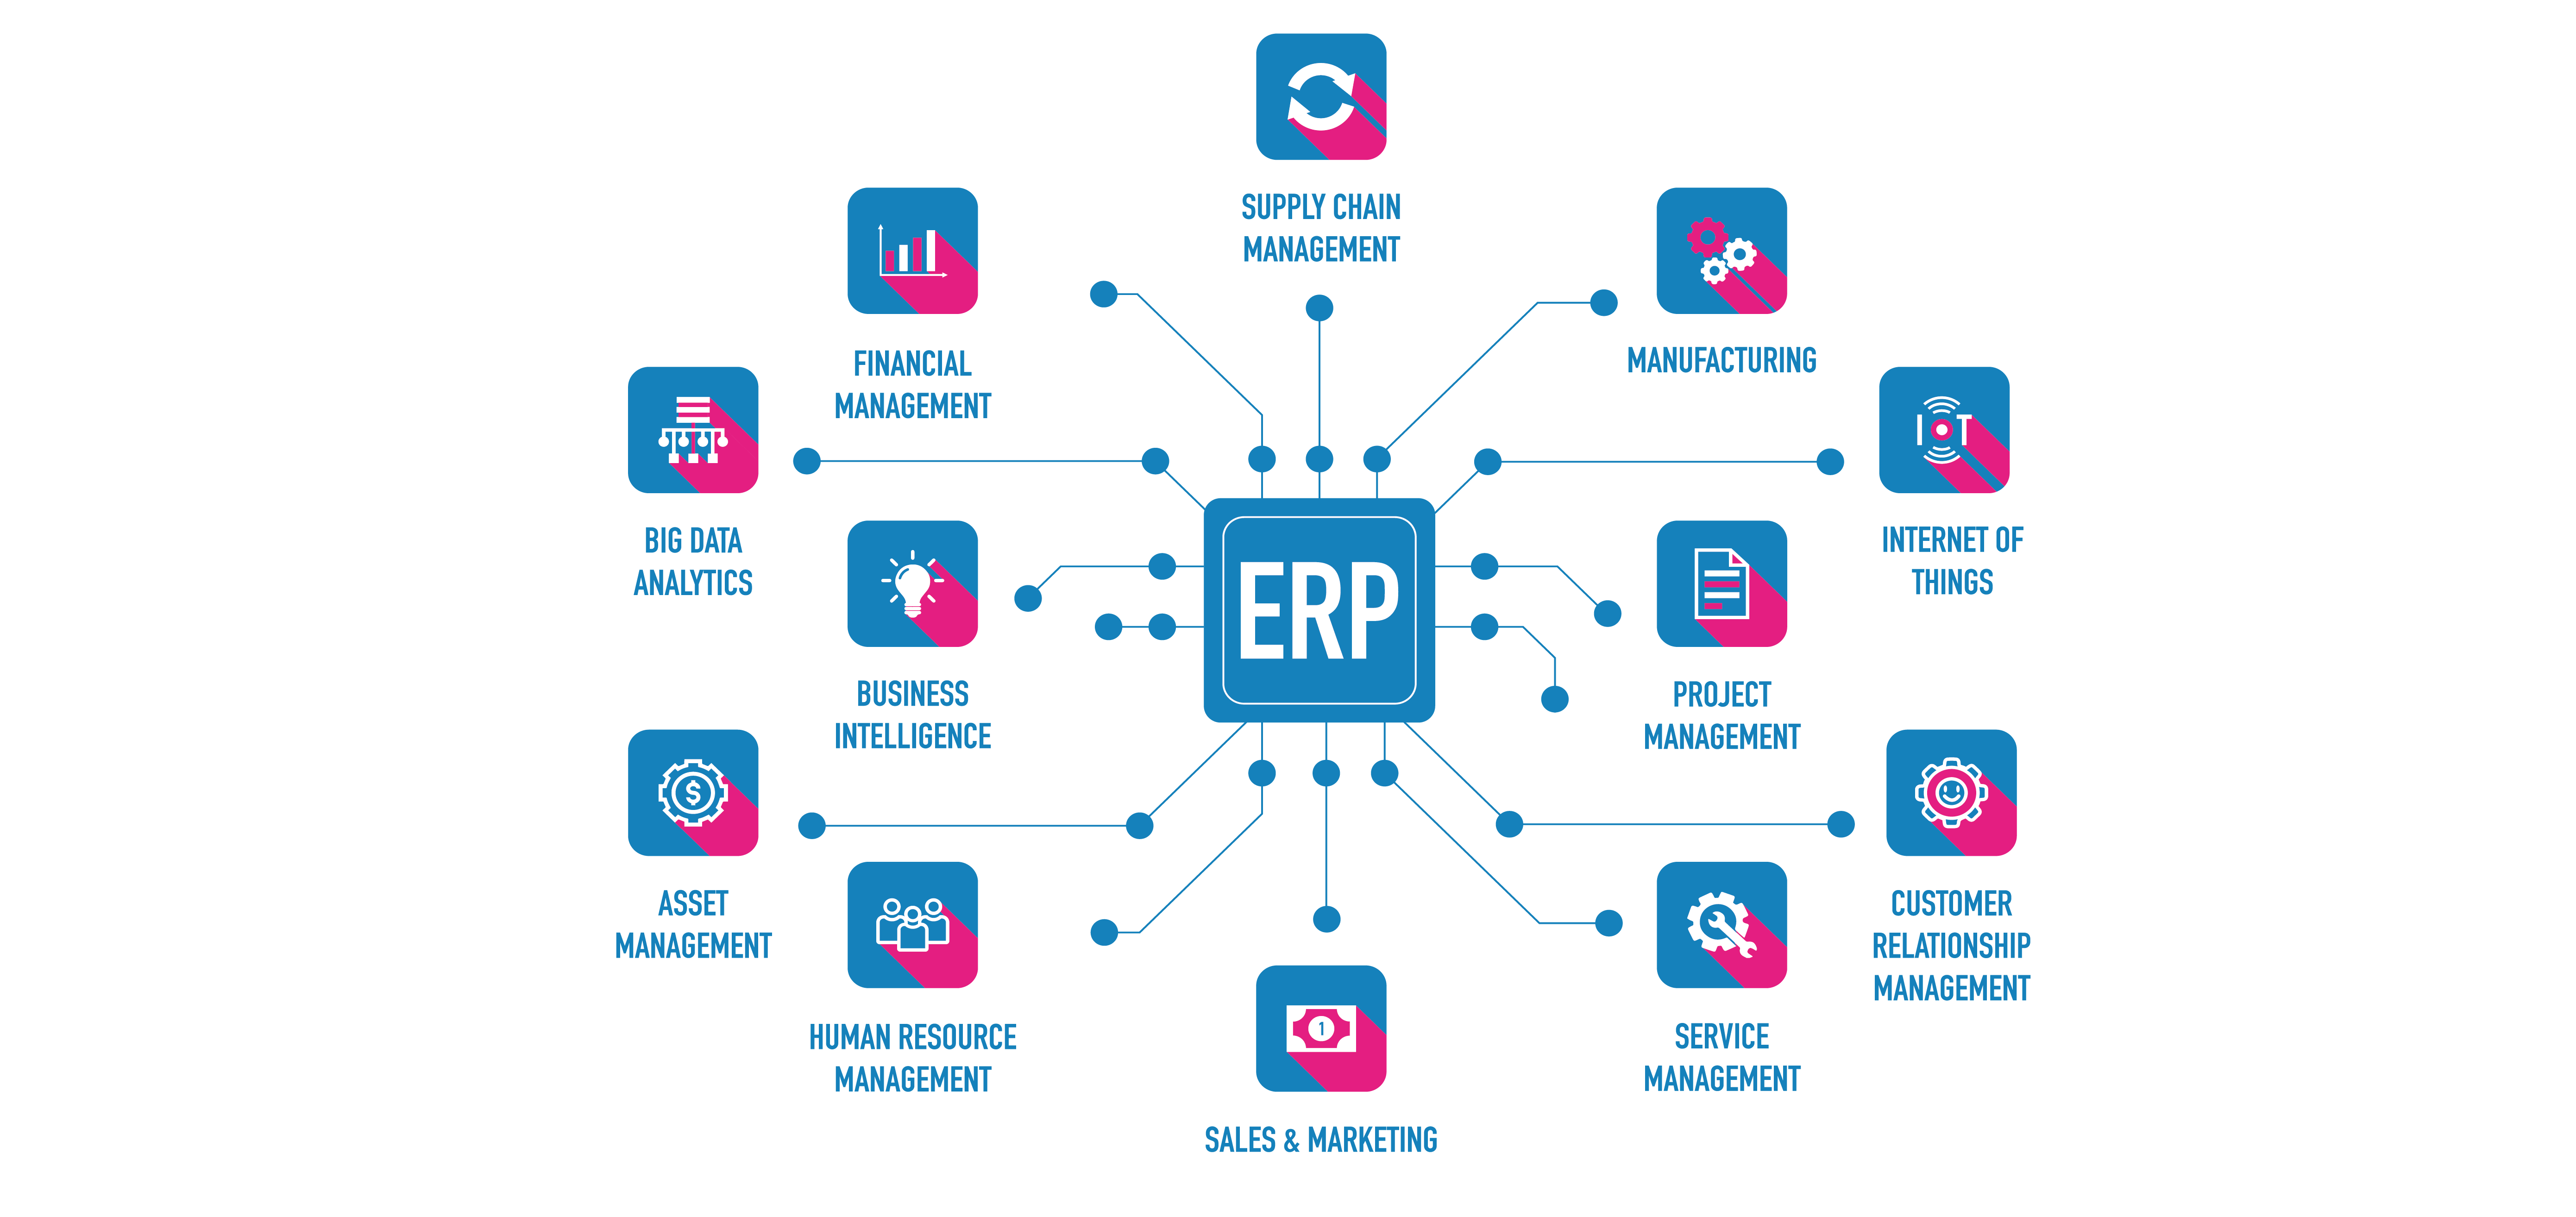 SUPPLY CHAIN
MANAGEMENT
FINANCIAL
MANAGEMENT
MANUFACTURING
BIG DATA
ANALYTICS
IOT
INTERNET OF
THINGS
ERP
BUSINESS
INTELLIGENCE
PROJECT
MANAGEMENT
$
ASSET
MANAGEMENT
CUSTOMER
RELATIONSHIP
MANAGEMENT
HUMAN RESOURCE
MANAGEMENT
1
SALES & MARKETING
SERVICE
MANAGEMENT